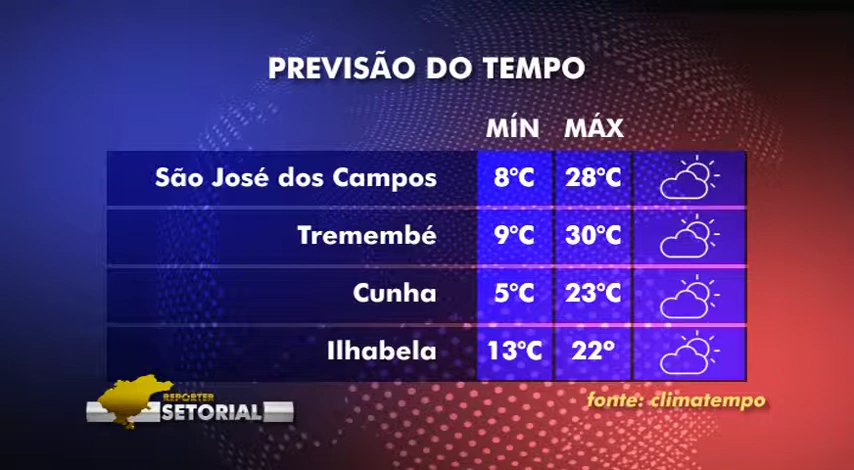 PREVISÃO DO TEMPO
MÍN MÁX
São José dos Campos 8°C 28°C
Tremembé 9°C 30°C
Cunha 5°C 23°C
Ilhabela 13°C 22°
fonte: climatempo
REPÓRTER
SETORIAL